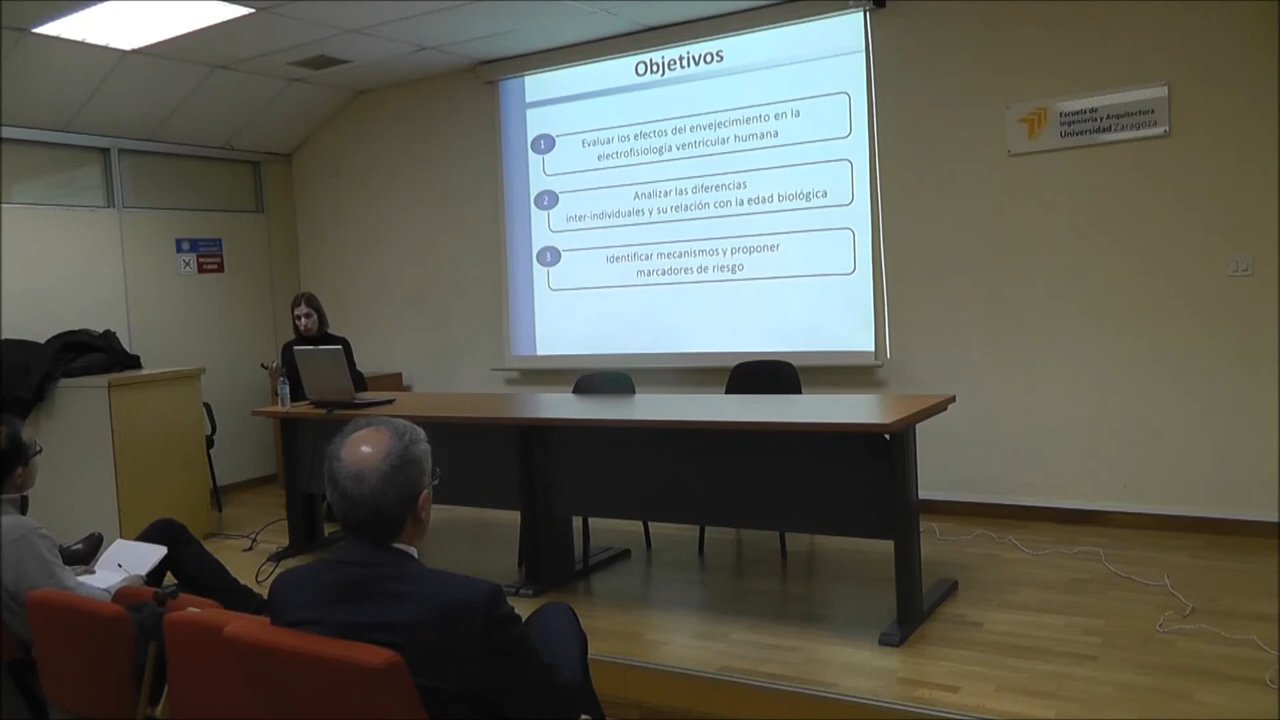 Objetivos
1
Evaluar los efectos del envejecimiento en la
electrofisiología ventricular humana
2
Analizar las diferencias
inter-individuales y su relación con la edad biológica
3
Identificar mecanismos y proponer
marcadores de riesgo
Escuela de
Ingeniería y Arquitectura
Universidad Zaragoza